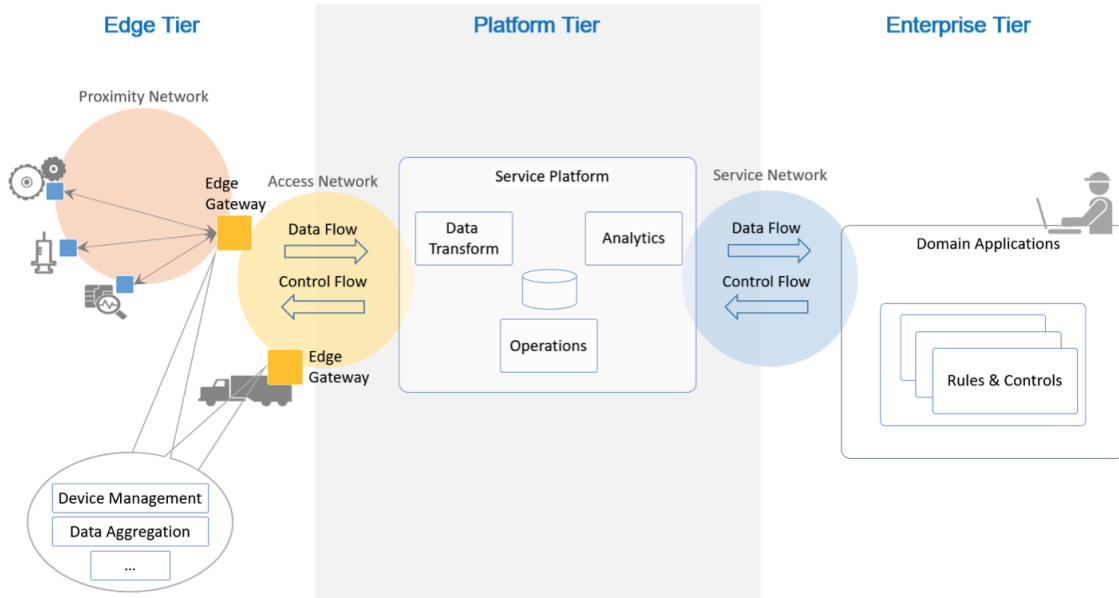 Edge Tier
Platform Tier
Enterprise Tier
Proximity Network
Edge
Gateway
Access Network
Data Flow
Control Flow
Edge
Gateway
Service Platform
Data
Transform
Analytics
Operations
Service Network
Data Flow
Control Flow
Domain Applications
Rules & Controls
Device Management
Data Aggregation
...